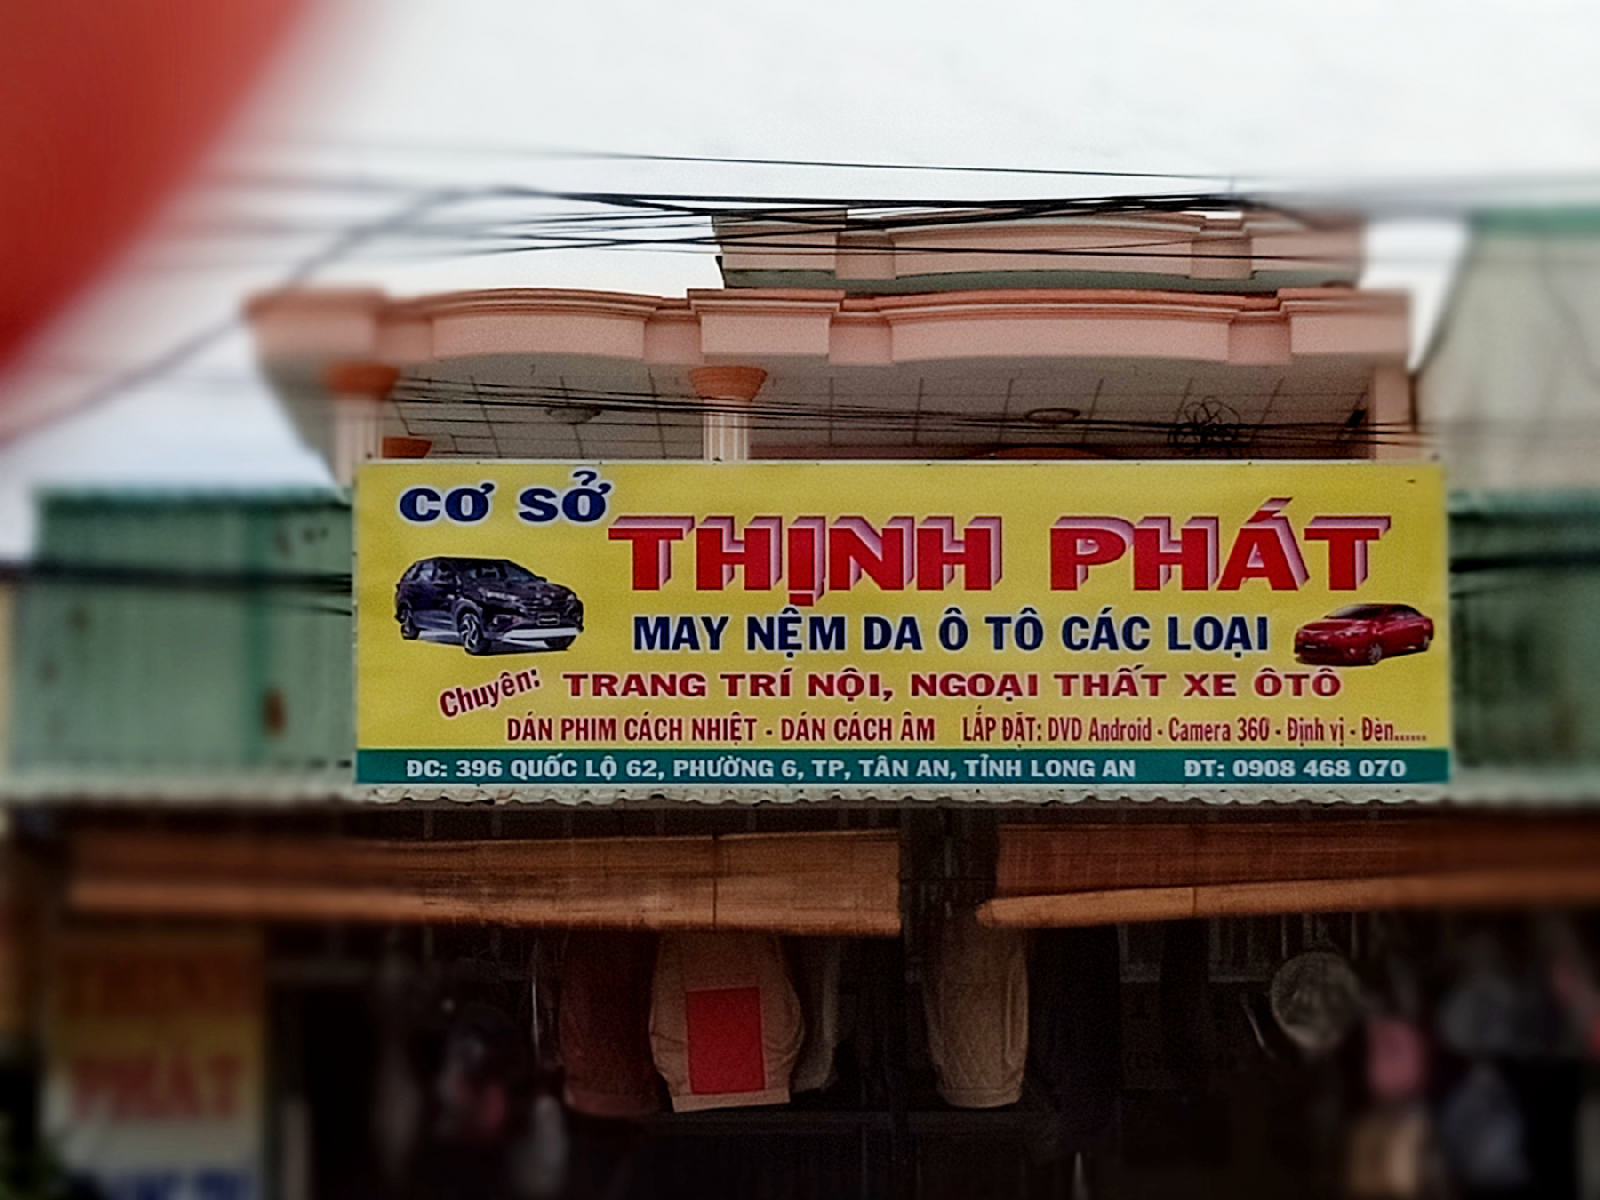 CƠ SỞ
THỊNH PHÁT
MAY NỆM DA Ô TÔ CÁC LOẠI
Chuyên: TRANG TRÍ NỘI, NGOẠI THẤT XE ÔTÔ
DÁN PHIM CÁCH NHIỆT - DÁN CÁCH ÂM LẮP ĐẶT: DVD Android - Camera 360 - Định vị - Đèn......
ĐC: 396 QUỐC LỘ 62, PHƯỜNG 6, TP, TÂN AN, TỈNH LONG AN ĐT: 0908 468 070
THỊNH
PHÁT